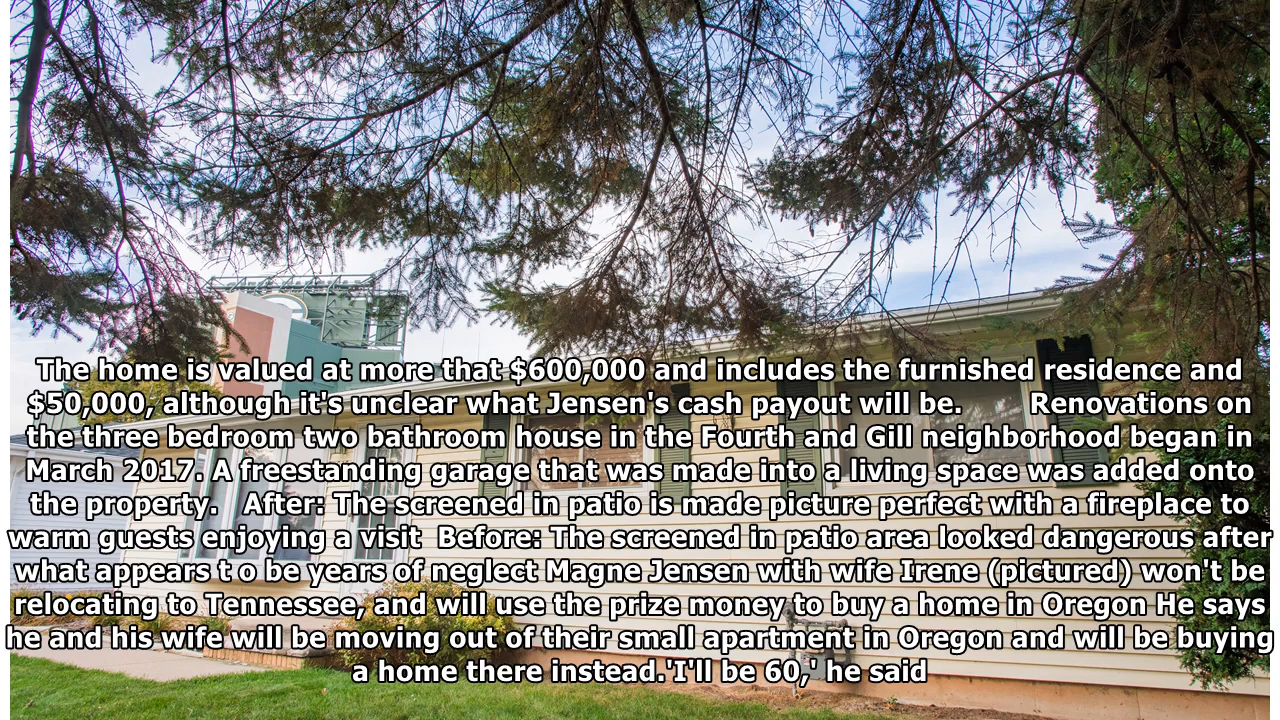 The home is valued at more that $600,000 and includes the furnished residence and
$50,000, although it's unclear what Jensen's cash payout will be. Renovations on
the three bedroom two bathroom house in the Fourth and Gill neighborhood began in
March 2017. A freestanding garage that was made into a living space was added onto
the property. After: The screened in patio is made picture perfect with a fireplace to
warm guests enjoying a visit Before: The screened in patio area looked dangerous after
what appears t o be years of neglect Magne Jensen with wife Irene (pictured) won't be
relocating to Tennessee, and will use the prize money to buy a home in Oregon He says
he and his wife will be moving out of their small apartment in Oregon and will be buying
a home there instead.'I'll be 60,' he said